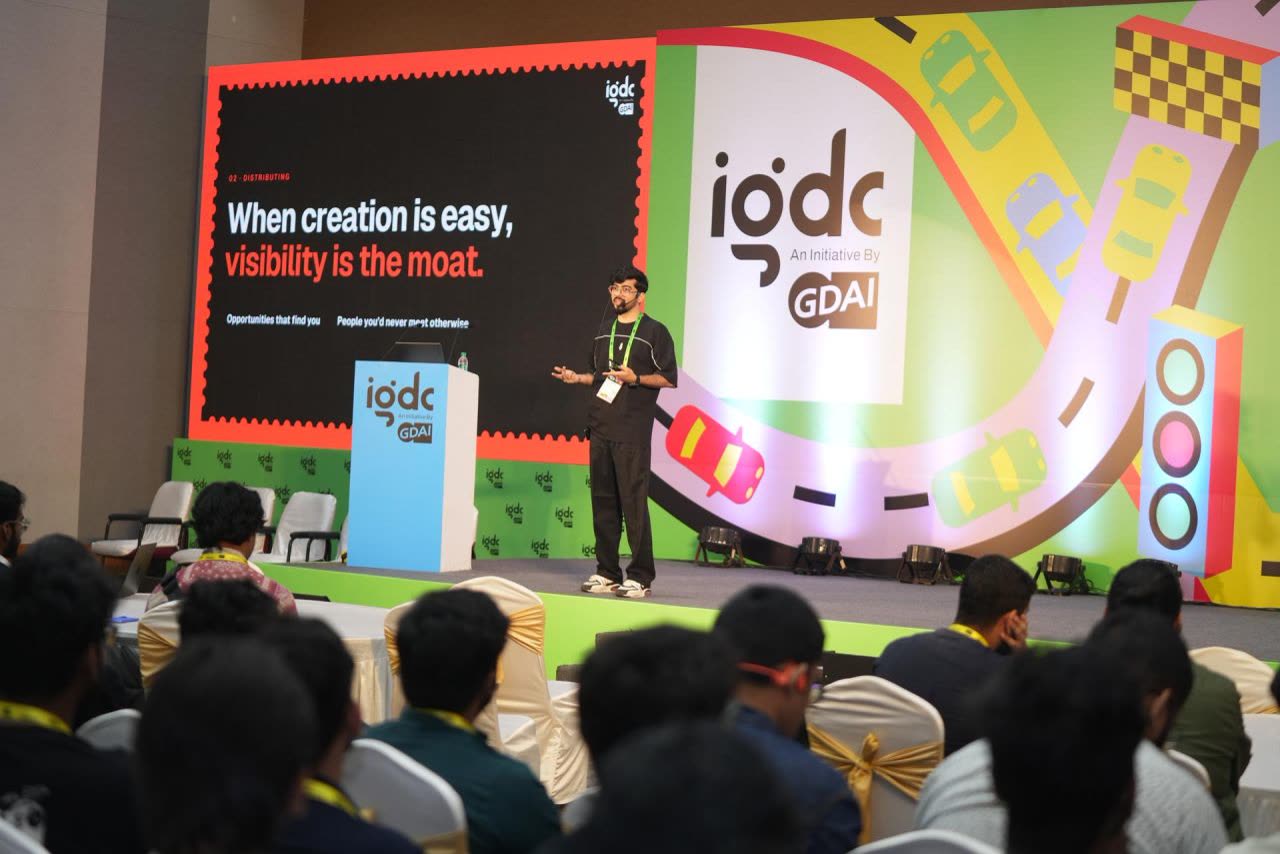 igdc
GDAI
02 · DISTRIBUTING
When creation is easy,
visibility is the moat.
Opportunities that find you
People you'd never meet otherwise
igdc
An Initiative By
GDAI
igdc
An Initiative By
GDAI